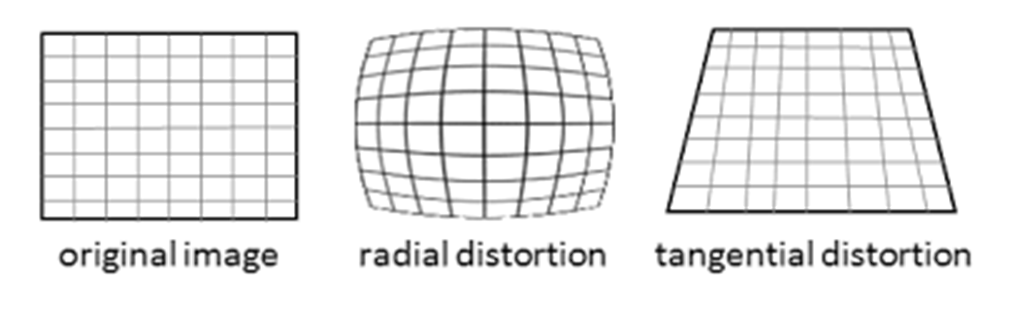 original image
radial distortion
tangential distortion